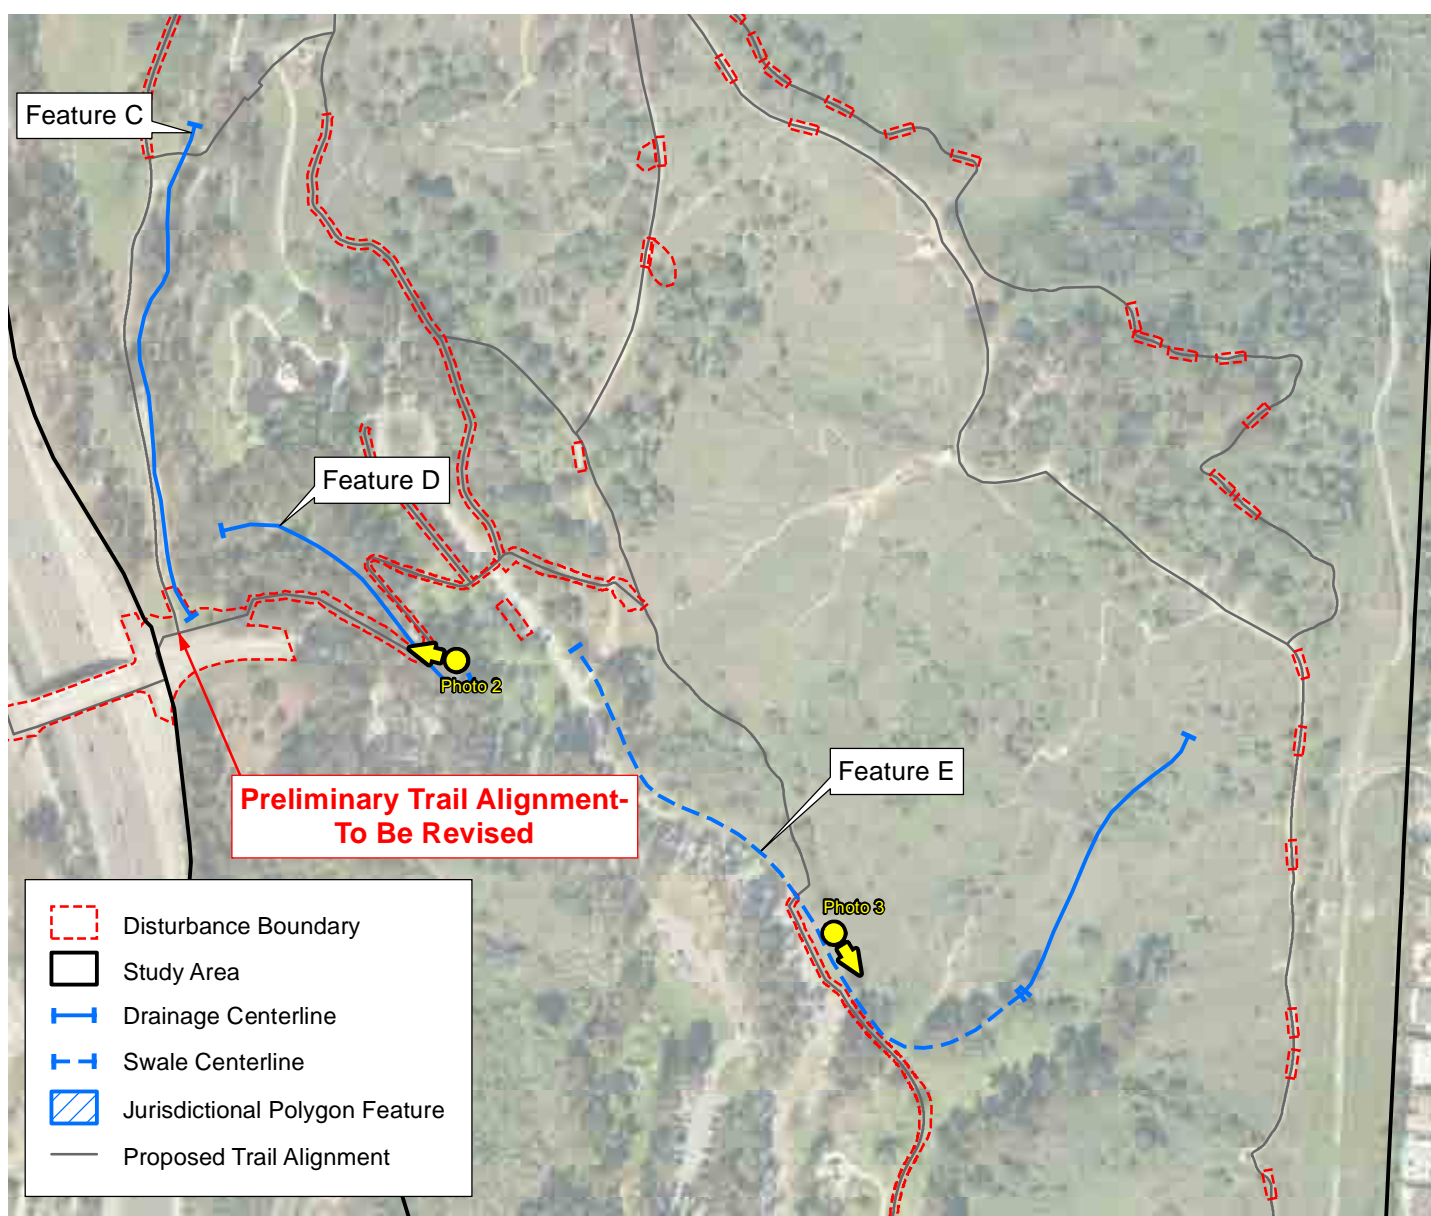 Feature C
Feature D
Photo 2
Feature E
Preliminary Trail Alignment-
To Be Revised
Photo 3
Disturbance Boundary
Study Area
Drainage Centerline
Swale Centerline
Jurisdictional Polygon Feature
Proposed Trail Alignment